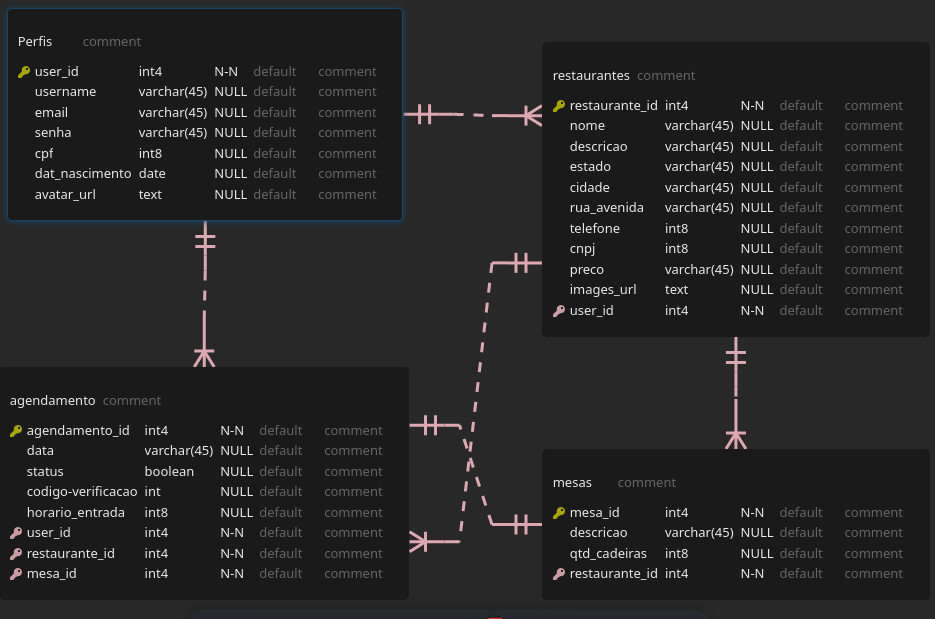 Perfis comment
user_id int4 N-N default comment
username varchar(45) NULL default comment
email varchar(45) NULL default comment
senha varchar(45) NULL default comment
cpf int8 NULL default comment
dat_nascimento date NULL default comment
avatar_url text NULL default comment
restaurantes comment
restaurante_id int4 N-N default comment
nome varchar(45) NULL default comment
descricao varchar(45) NULL default comment
estado varchar(45) NULL default comment
cidade varchar(45) NULL default comment
rua_avenida varchar(45) NULL default comment
telefone int8 NULL default comment
cnpj int8 NULL default comment
preco varchar(45) NULL default comment
images_url text NULL default comment
user_id int4 N-N default comment
agendamento comment
agendamento_id int4 N-N default comment
data varchar(45) NULL default comment
status boolean NULL default comment
codigo-verificacao int NULL default comment
horario_entrada int8 NULL default comment
user_id int4 N-N default comment
restaurante_id int4 N-N default comment
mesa_id int4 N-N default comment
mesas comment
mesa_id int4 N-N default comment
descricao varchar(45) NULL default comment
qtd_cadeiras int8 NULL default comment
restaurante_id int4 N-N default comment